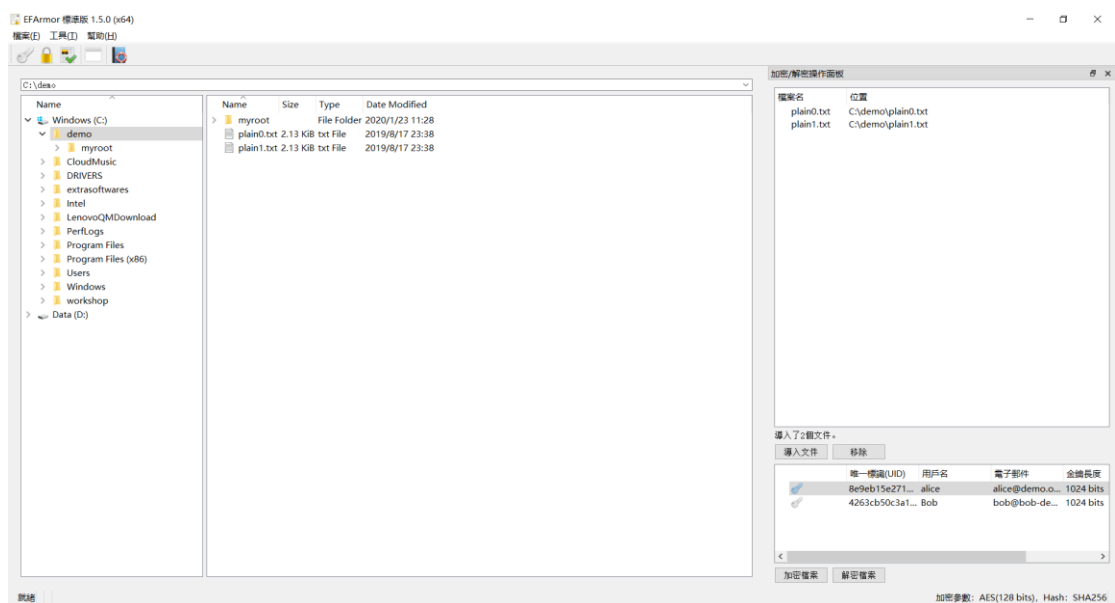 EFArmor 標準版 1.5.0 (x64)
檔案(F) 工具(T) 幫助(H)
C:\demo
Name
Windows (C:)
demo
myroot
CloudMusic
DRIVERS
extrasoftwares
Intel
LenovoQMDownload
PerfLogs
Program Files
Program Files (x86)
Users
Windows
workshop
Data (D:)
Name Size Type Date Modified
myroot File Folder 2020/1/23 11:28
plain0.txt 2.13 KiB txt File 2019/8/17 23:38
plain1.txt 2.13 KiB txt File 2019/8/17 23:38
加密/解密操作面板
檔案名 位置
plain0.txt C:\demo\plain0.txt
plain1.txt C:\demo\plain1.txt
導入了2個文件。
導入文件 移除
唯一標識(UID) 用戶名 電子郵件 金鑰長度
8e9eb15e271... alice alice@demo.o... 1024 bits
4263cb50c3a1... Bob bob@bob-de... 1024 bits
加密檔案 解密檔案
就緒
加密參數: AES(128 bits), Hash: SHA256